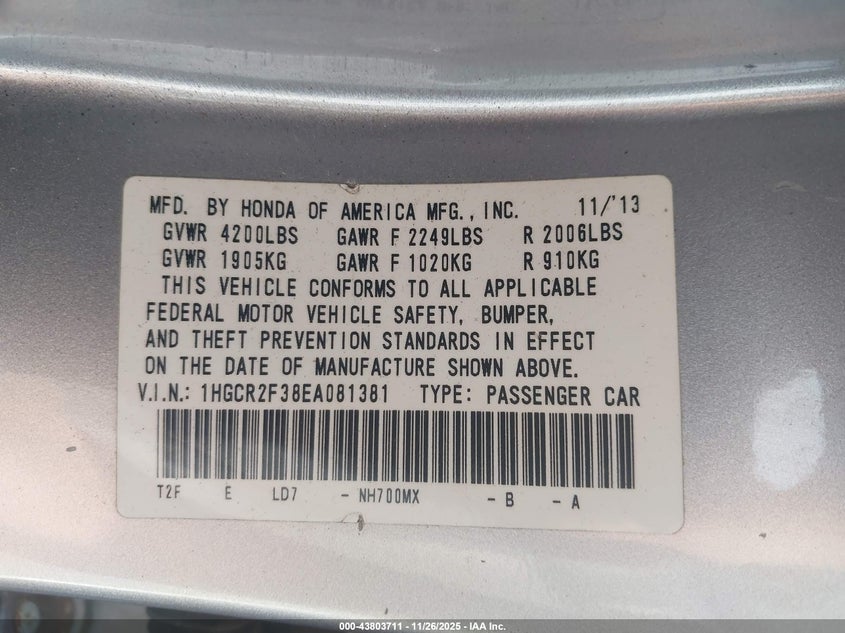 MFD. BY HONDA OF AMERICA MFG., INC. 11/'13
GVWR 4200LBS GAWR F 2249LBS R 2006LBS
GVWR 1905KG GAWR F 1020KG R 910KG
THIS VEHICLE CONFORMS TO ALL APPLICABLE
FEDERAL MOTOR VEHICLE SAFETY, BUMPER,
AND THEFT PREVENTION STANDARDS IN EFFECT
ON THE DATE OF MANUFACTURE SHOWN ABOVE.
V.I.N.: 1HGCR2F38EA081381 TYPE: PASSENGER CAR
T2F E LD7 - NH700MX - B - A
000-43803711 - 11/26/2025 - IAA Inc.